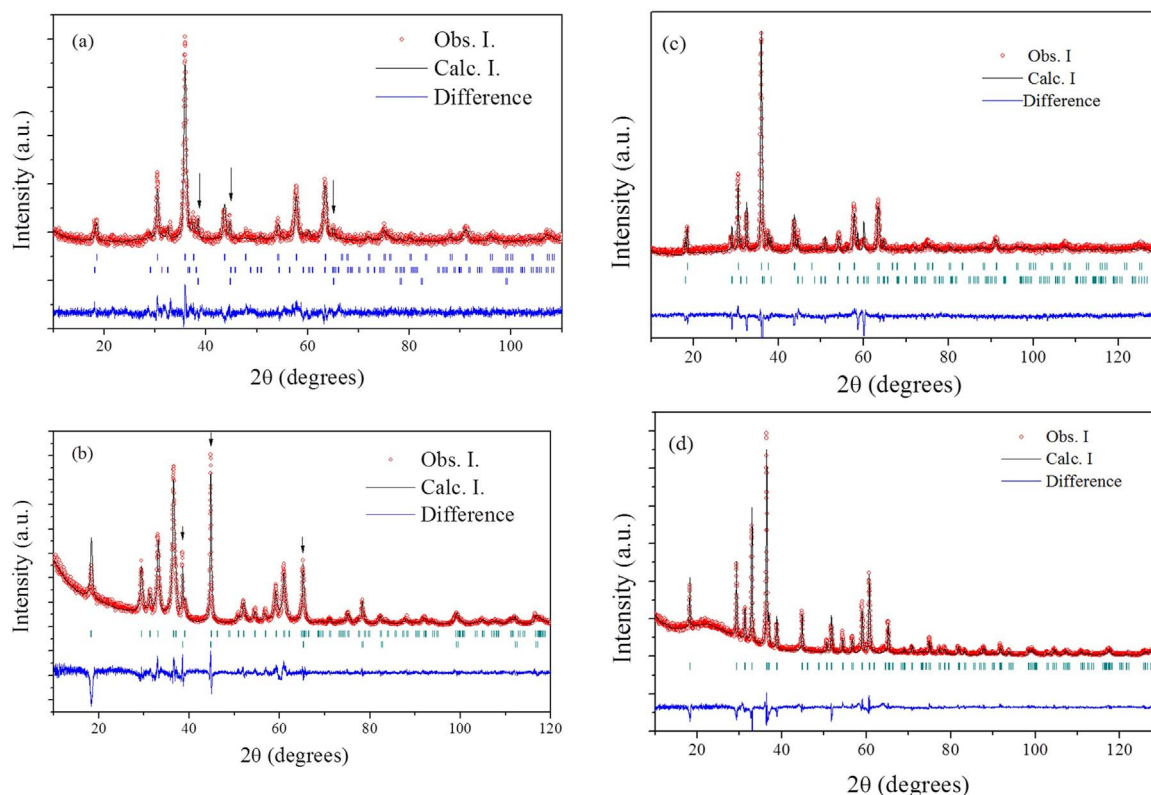 (a)
Obs. I.
Calc. I.
Difference
Intensity (a.u.)
20 40 60 80 100
2θ (degrees)
(c)
Obs. I
Calc. I
Difference
Intensity (a.u.)
20 40 60 80 100 120
2θ (degrees)
(b)
Obs. I.
Calc. I.
Difference
Intensity (a.u.)
20 40 60 80 100 120
2θ (degrees)
(d)
Obs. I
Calc. I
Difference
Intensity (a.u.)
20 40 60 80 100 120
2θ (degrees)